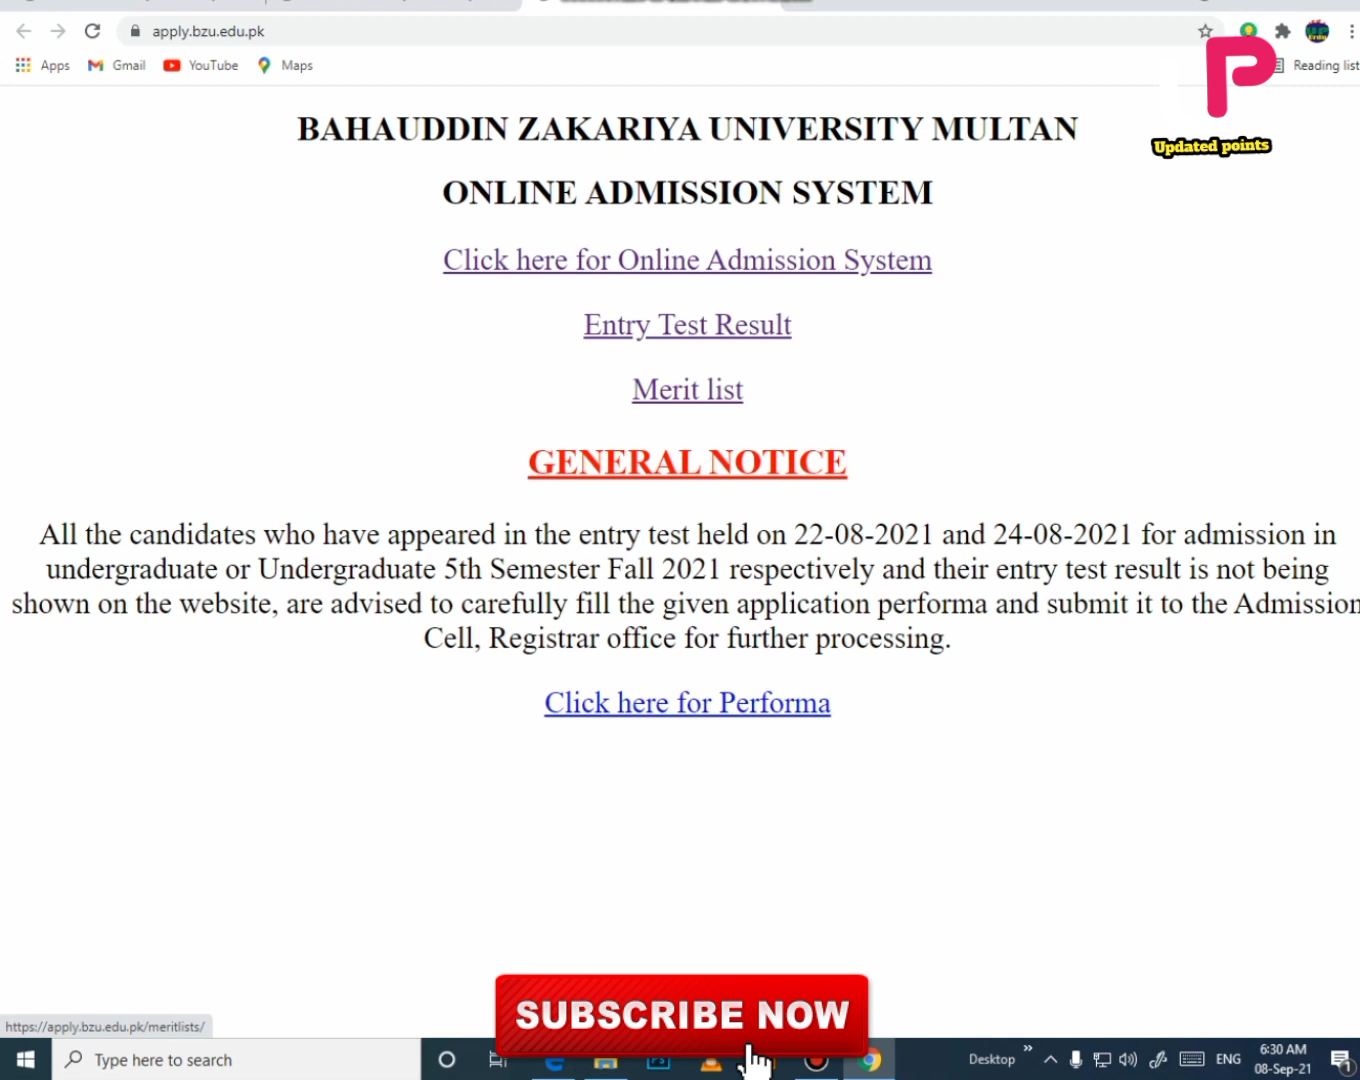 apply.bzu.edu.pk
Apps Gmail YouTube Maps Reading list
Updated points
BAHAUDDIN ZAKARIYA UNIVERSITY MULTAN
ONLINE ADMISSION SYSTEM
Click here for Online Admission System
Entry Test Result
Merit list
GENERAL NOTICE
All the candidates who have appeared in the entry test held on 22-08-2021 and 24-08-2021 for admission in
undergraduate or Undergraduate 5th Semester Fall 2021 respectively and their entry test result is not being
shown on the website, are advised to carefully fill the given application performa and submit it to the Admission
Cell, Registrar office for further processing.
Click here for Performa
SUBSCRIBE NOW
https://apply.bzu.edu.pk/meritlists/
Type here to search
Desktop
ENG
6:30 AM
08-Sep-21
1